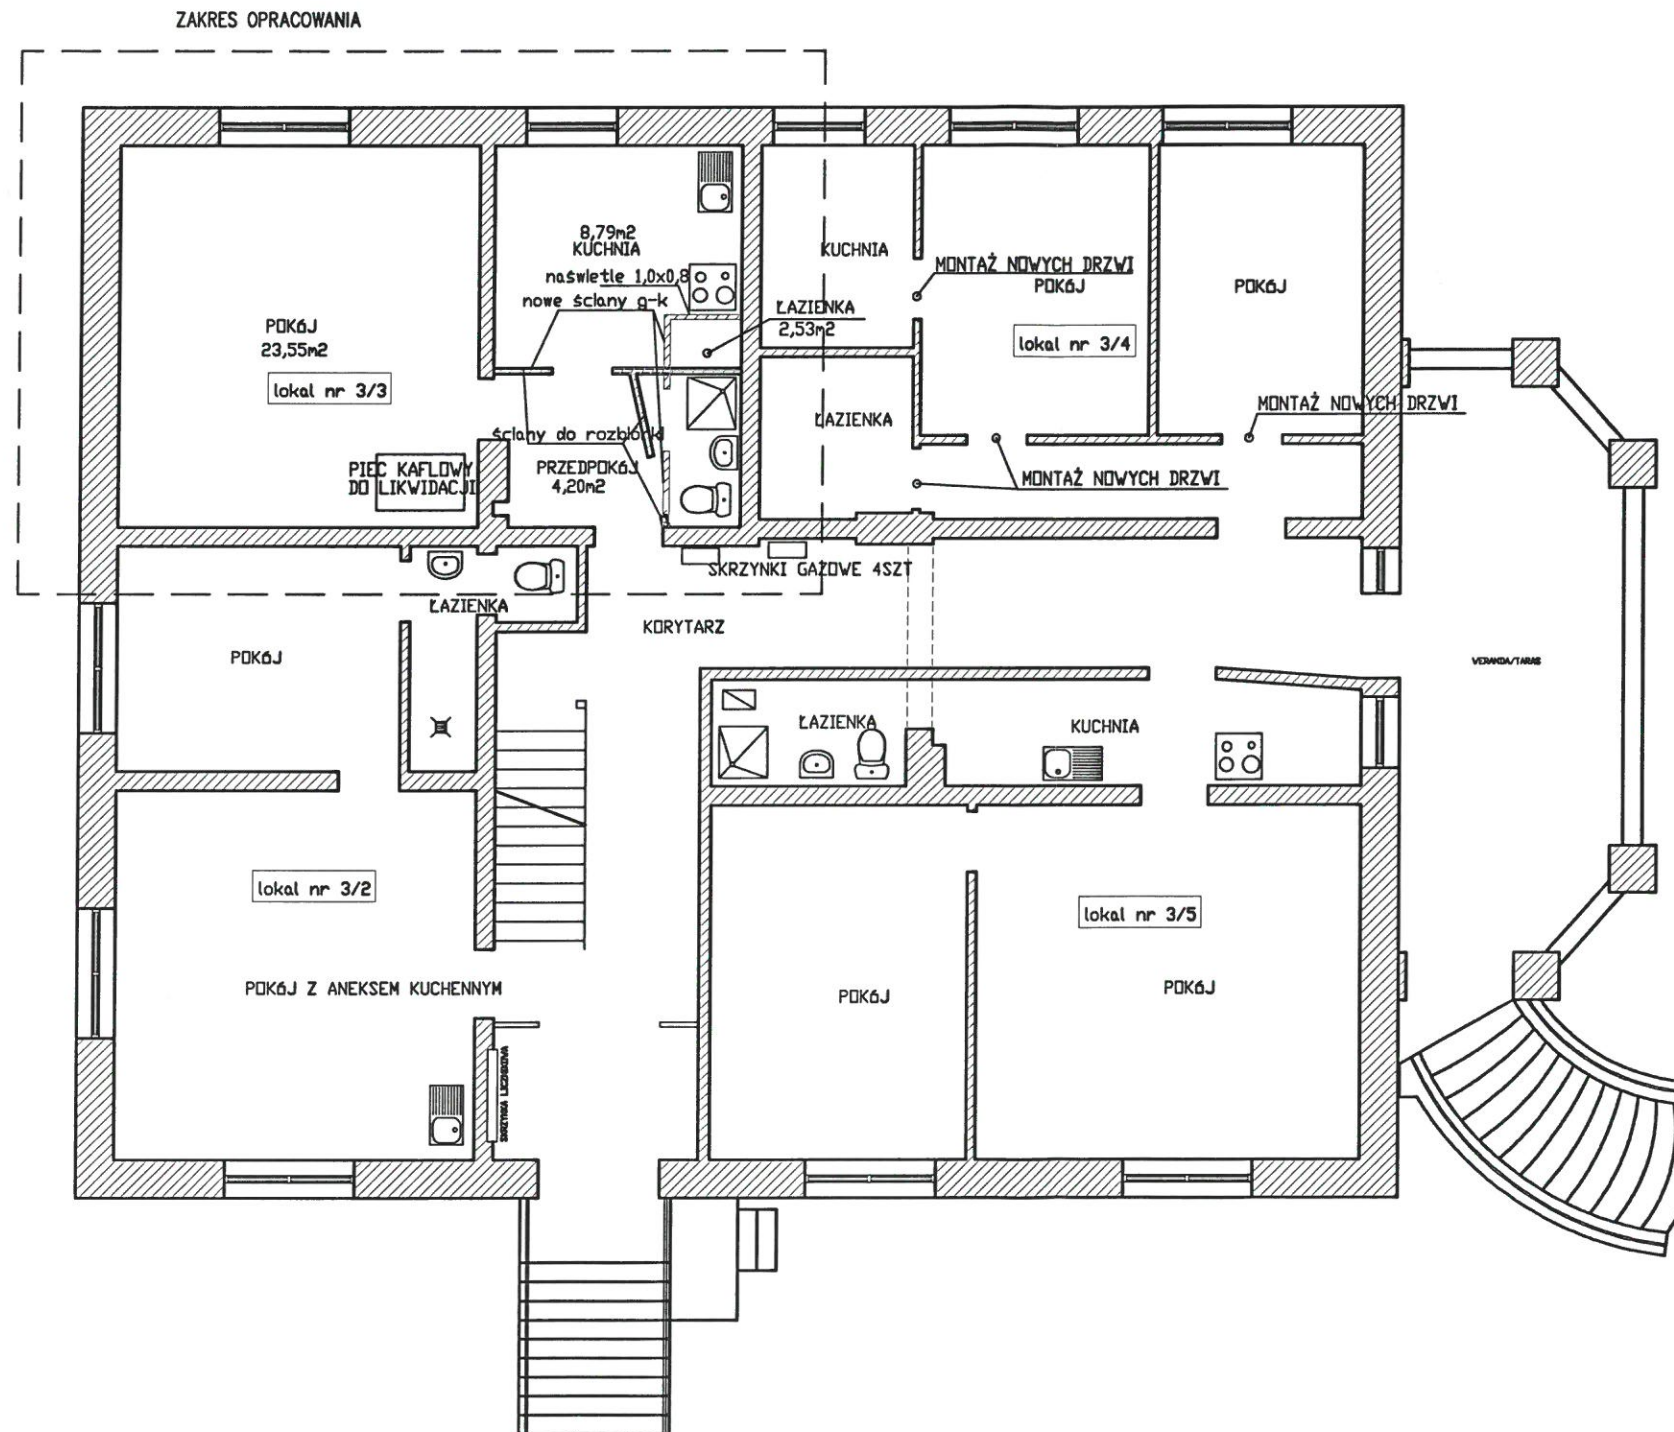 ZAKRES OPRACOWANIA
8,79m2
KUCHNIA
naświetle 1,0x0,8
nowe ściany g-k
ŁAZIENKA
2,53m2
KUCHNIA
MONTAŻ NOWYCH DRZWI
POKÓJ
POKÓJ
POKÓJ
23,55m2
lokal nr 3/3
lokal nr 3/4
MONTAŻ NOWYCH DRZWI
ŁAZIENKA
ściany do rozbiórki
PIEC KAFLOWY
DO LIKWIDACJI
PRZEDPOKÓJ
4,20m2
MONTAŻ NOWYCH DRZWI
SKRZYNKI GAZOWE 4SZT
ŁAZIENKA
KORYTARZ
POKÓJ
VERANDA/TARAS
ŁAZIENKA
KUCHNIA
lokal nr 3/2
lokal nr 3/5
POKÓJ Z ANEKSEM KUCHENNYM
POKÓJ
POKÓJ
SKRZYNKA LICZNIKOWA